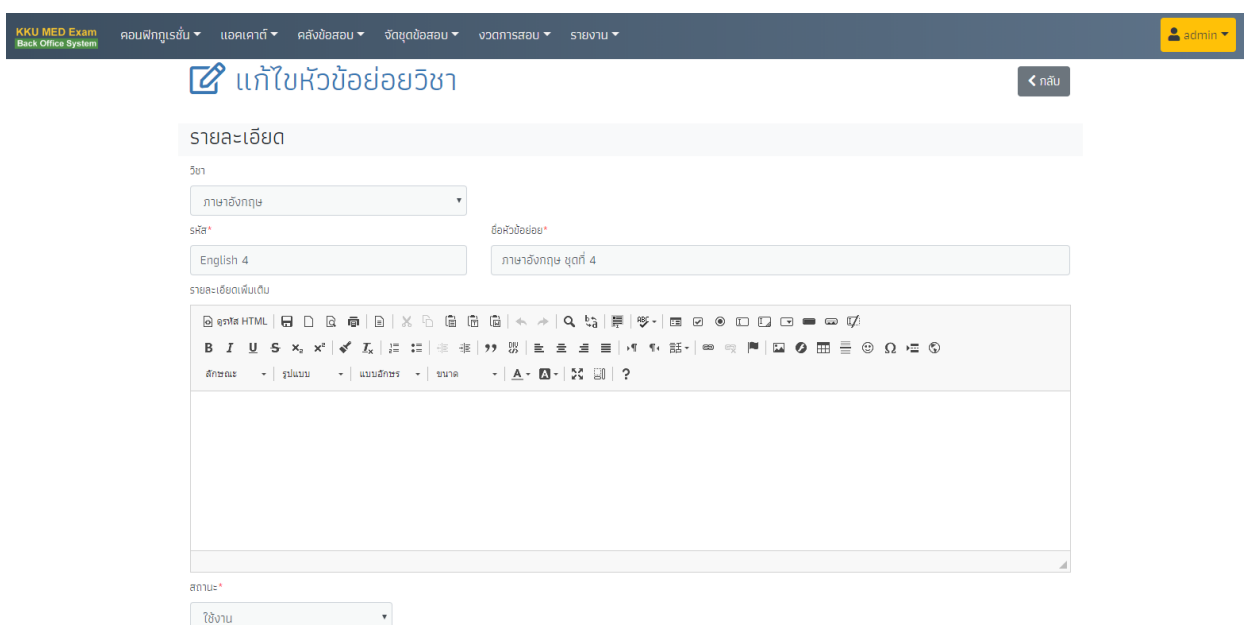 KKU MED Exam
Back Office System
คอนฟิกกูเรชั่น แอคเคาต์ คลังข้อสอบ จัดชุดข้อสอบ งวดการสอบ รายงาน admin
แก้ไขหัวข้อย่อยวิชา
กลับ
รายละเอียด
วิชา
ภาษาอังกฤษ
รหัส* ชื่อหัวข้อย่อย*
English 4 ภาษาอังกฤษ ชุดที่ 4
รายละเอียดเพิ่มเติม
ดูรหัส HTML
B I U S x₂ x² Iₓ DIV 話 Ω
ลักษณะ รูปแบบ แบบอักษร ขนาด A A ?
สถานะ*
ใช้งาน